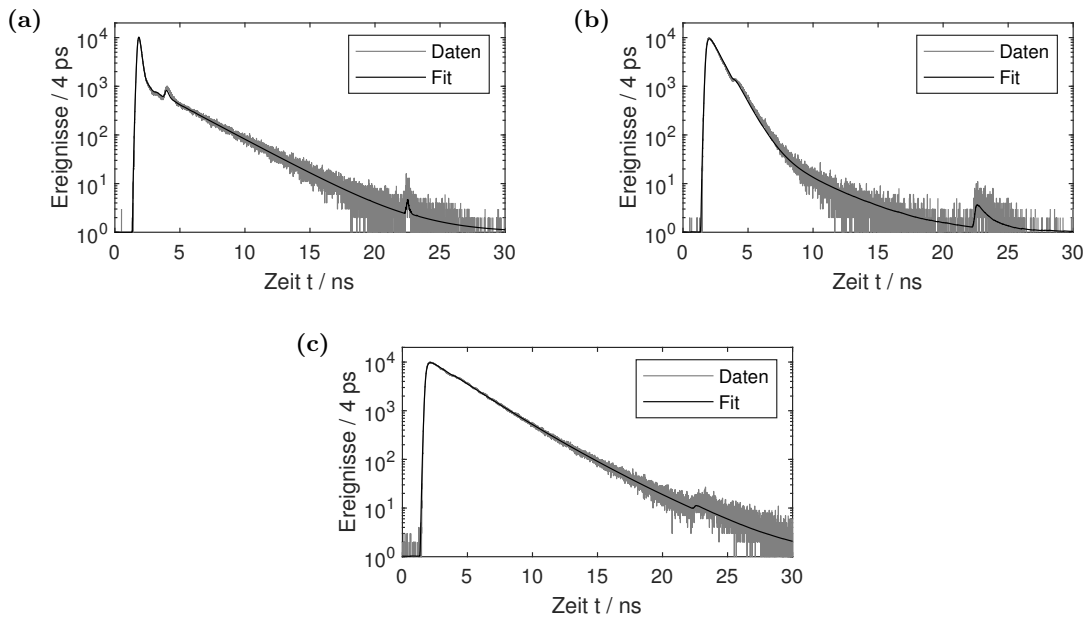 (a)
Ereignisse / 4 ps
10^4
10^3
10^2
10^1
10^0
0 5 10 15 20 25 30
Zeit t / ns
Daten
Fit
(b)
Ereignisse / 4 ps
10^4
10^3
10^2
10^1
10^0
0 5 10 15 20 25 30
Zeit t / ns
Daten
Fit
(c)
Ereignisse / 4 ps
10^4
10^3
10^2
10^1
10^0
0 5 10 15 20 25 30
Zeit t / ns
Daten
Fit